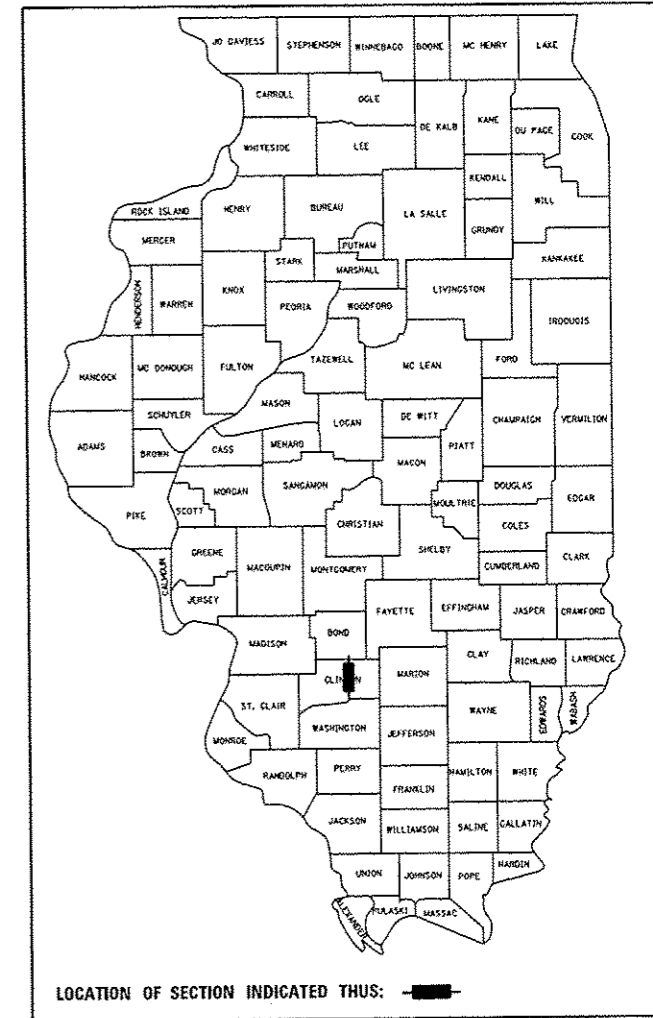 JO DAVIESS STEPHENSON WINNEBAGO BOONE MC HENRY LAKE
CARROLL OGLE DE KALB KANE DU PAGE COOK
WHITESIDE LEE KENDALL WILL
ROCK ISLAND HENRY BUREAU LA SALLE GRUNDY
MERCER PUTNAM KANKAKEE
HENDERSON WARREN KNOX STARK MARSHALL LIVINGSTON
PEORIA WOODFORD IROQUOIS
HANCOCK MC DONOUGH FULTON TAZEWELL MC LEAN FORD
SCHUYLER MASON LOGAN DE WITT CHAMPAIGN VERMILION
ADAMS BROWN CASS MENARD PIATT
MACON
PIKE SCOTT MORGAN SANGAMON CHRISTIAN MOULTRIE DOUGLAS EDGAR
COLES
CALHOUN GREENE MACOUPIN MONTGOMERY SHELBY CUMBERLAND CLARK
JERSEY FAYETTE EFFINGHAM JASPER CRAWFORD
MADISON BOND CLAY RICHLAND LAWRENCE
ST. CLAIR CLINTON MARION WAYNE EDWARDS WABASH
MONROE WASHINGTON JEFFERSON
RANDOLPH PERRY HAMILTON WHITE
FRANKLIN
JACKSON WILLIAMSON SALINE GALLATIN
UNION JOHNSON POPE HARDIN
ALEXANDER PULASKI MASSAC
LOCATION OF SECTION INDICATED THUS: